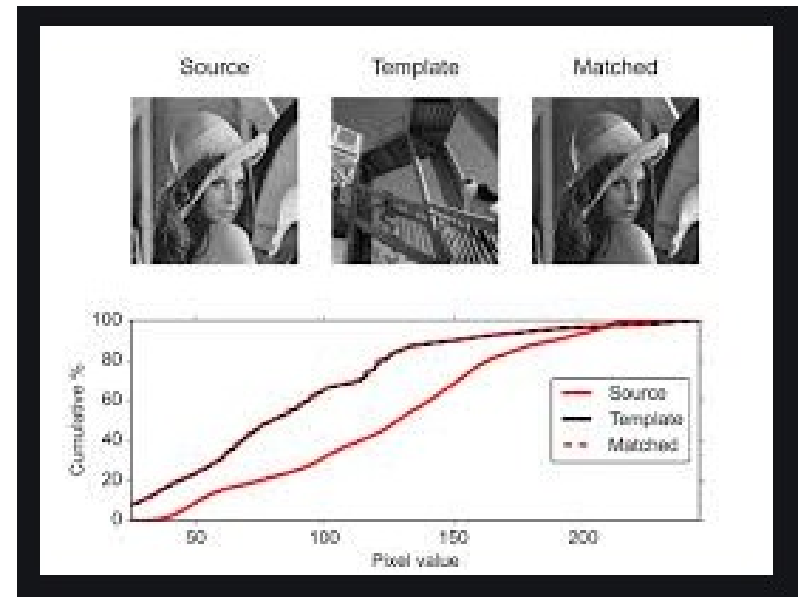 Source Template Matched
100
80
60
40
20
0
Cumulative %
Source
Template
Matched
50 100 150 200
Pixel value